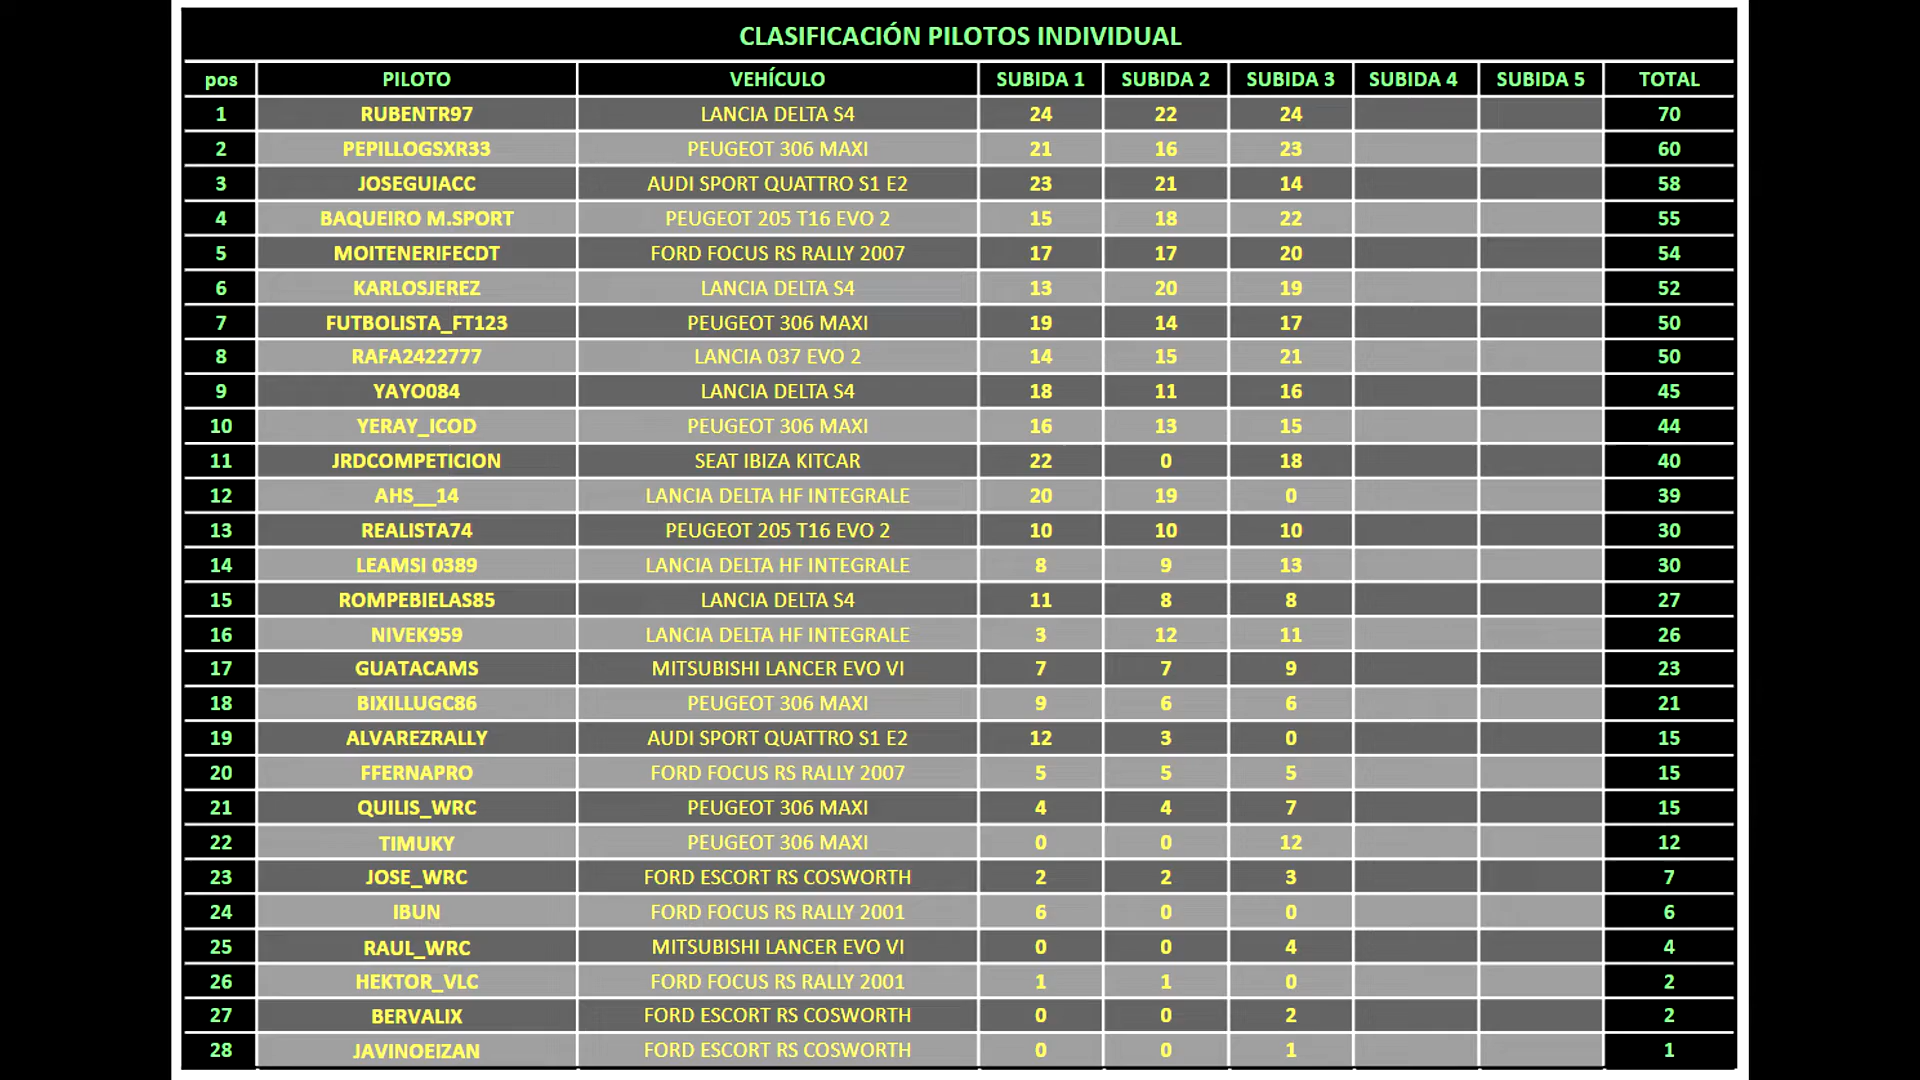 CLASIFICACIÓN PILOTOS INDIVIDUAL
pos PILOTO VEHÍCULO SUBIDA 1 SUBIDA 2 SUBIDA 3 SUBIDA 4 SUBIDA 5 TOTAL
1 RUBENTR97 LANCIA DELTA S4 24 22 24 70
2 PEPILLOGSXR33 PEUGEOT 306 MAXI 21 16 23 60
3 JOSEGUIACC AUDI SPORT QUATTRO S1 E2 23 21 14 58
4 BAQUEIRO M.SPORT PEUGEOT 205 T16 EVO 2 15 18 22 55
5 MOITENERIFECDT FORD FOCUS RS RALLY 2007 17 17 20 54
6 KARLOSJEREZ LANCIA DELTA S4 13 20 19 52
7 FUTBOLISTA_FT123 PEUGEOT 306 MAXI 19 14 17 50
8 RAFA2422777 LANCIA 037 EVO 2 14 15 21 50
9 YAYO084 LANCIA DELTA S4 18 11 16 45
10 YERAY_ICOD PEUGEOT 306 MAXI 16 13 15 44
11 JRDCOMPETICION SEAT IBIZA KITCAR 22 0 18 40
12 AHS__14 LANCIA DELTA HF INTEGRALE 20 19 0 39
13 REALISTA74 PEUGEOT 205 T16 EVO 2 10 10 10 30
14 LEAMSI 0389 LANCIA DELTA HF INTEGRALE 8 9 13 30
15 ROMPEBIELAS85 LANCIA DELTA S4 11 8 8 27
16 NIVEK959 LANCIA DELTA HF INTEGRALE 3 12 11 26
17 GUATACAMS MITSUBISHI LANCER EVO VI 7 7 9 23
18 BIXILLUGC86 PEUGEOT 306 MAXI 9 6 6 21
19 ALVAREZRALLY AUDI SPORT QUATTRO S1 E2 12 3 0 15
20 FFERNAPRO FORD FOCUS RS RALLY 2007 5 5 5 15
21 QUILIS_WRC PEUGEOT 306 MAXI 4 4 7 15
22 TIMUKY PEUGEOT 306 MAXI 0 0 12 12
23 JOSE_WRC FORD ESCORT RS COSWORTH 2 2 3 7
24 IBUN FORD FOCUS RS RALLY 2001 6 0 0 6
25 RAUL_WRC MITSUBISHI LANCER EVO VI 0 0 4 4
26 HEKTOR_VLC FORD FOCUS RS RALLY 2001 1 1 0 2
27 BERVALIX FORD ESCORT RS COSWORTH 0 0 2 2
28 JAVINOEIZAN FORD ESCORT RS COSWORTH 0 0 1 1